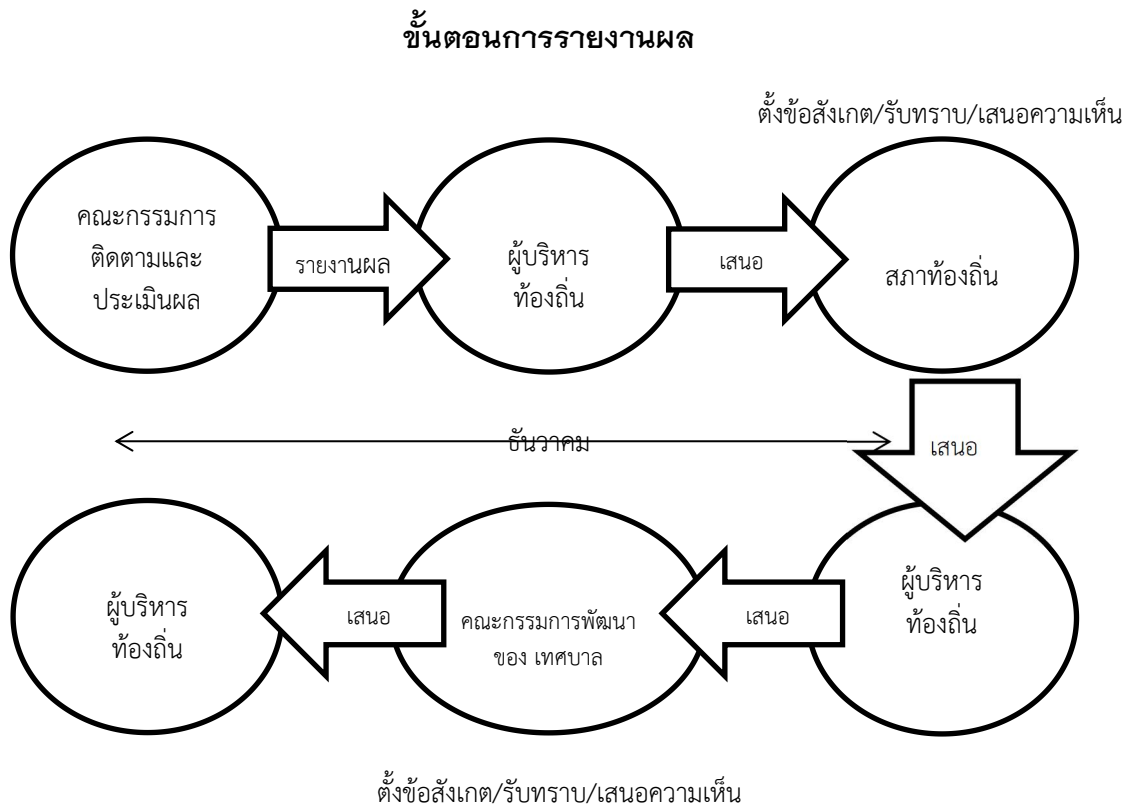 ขั้นตอนการรายงานผล
ตั้งข้อสังเกต/รับทราบ/เสนอความเห็น
คณะกรรมการ
ติดตามและ
ประเมินผล
รายงานผล
ผู้บริหาร
ท้องถิ่น
เสนอ
สภาท้องถิ่น
ธันวาคม
เสนอ
ผู้บริหาร
ท้องถิ่น
เสนอ
คณะกรรมการพัฒนา
ของ เทศบาล
เสนอ
ผู้บริหาร
ท้องถิ่น
ตั้งข้อสังเกต/รับทราบ/เสนอความเห็น